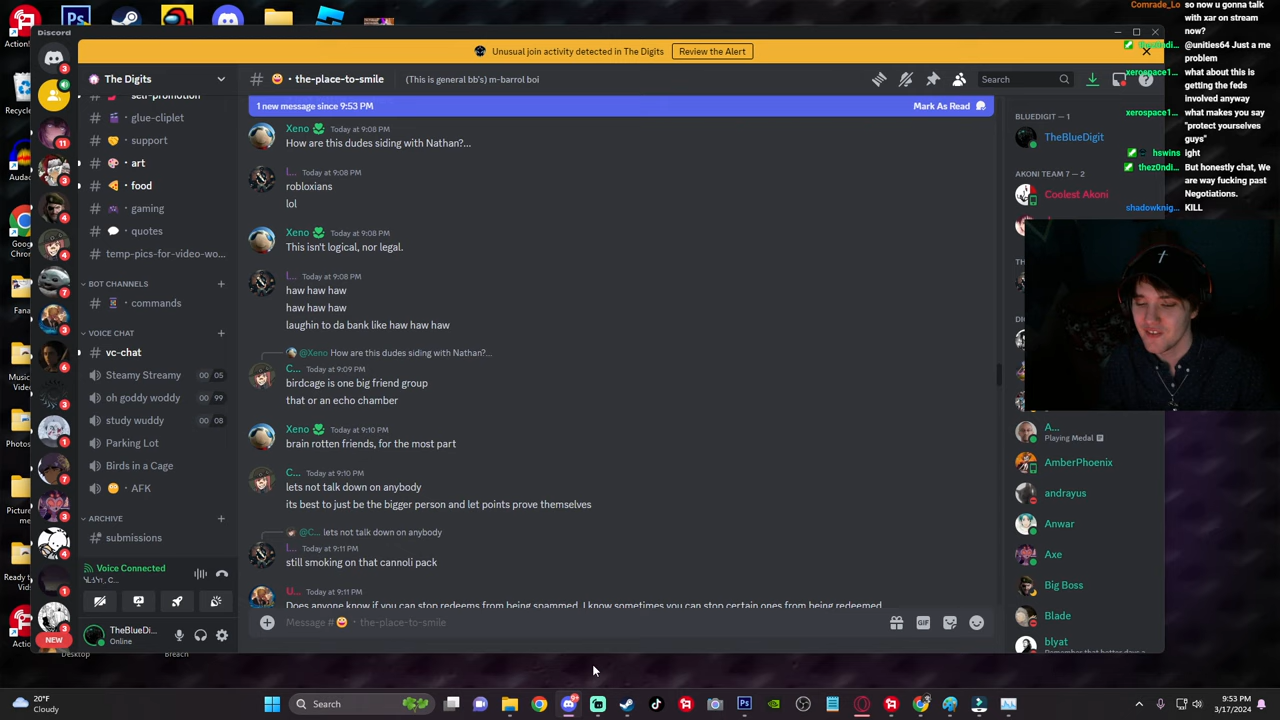 Discord
Unusual join activity detected in The Digits
Review the Alert
The Digits
self-promotion
glue-cliplet
support
art
food
gaming
quotes
temp-pics-for-video-wo...
BOT CHANNELS
commands
VOICE CHAT
vc-chat
Steamy Streamy 00 05
oh goddy woddy 00 99
study wuddy 00 08
Parking Lot
Birds in a Cage
AFK
ARCHIVE
submissions
Voice Connected
TheBlueDi...
Online
the-place-to-smile
(This is general bb's) m-barrol boi
Search
1 new message since 9:53 PM
Mark As Read
Xeno Today at 9:08 PM
How are this dudes siding with Nathan?...
I... Today at 9:08 PM
robloxians
lol
Xeno Today at 9:08 PM
This isn't logical, nor legal.
I... Today at 9:08 PM
haw haw haw
haw haw haw
laughin to da bank like haw haw haw
@Xeno How are this dudes siding with Nathan?...
C... Today at 9:09 PM
birdcage is one big friend group
that or an echo chamber
Xeno Today at 9:10 PM
brain rotten friends, for the most part
C... Today at 9:10 PM
lets not talk down on anybody
its best to just be the bigger person and let points prove themselves
@C... lets not talk down on anybody
I... Today at 9:11 PM
still smoking on that cannoli pack
U... Today at 9:11 PM
Does anyone know if you can stop redeems from being spammed, I know sometimes you can stop certain ones from being redeemed
Message # the-place-to-smile
BLUEDIGIT — 1
TheBlueDigit
AKONI TEAM 7 — 2
Coolest Akoni
TH
DIG
A...
Playing Medal
AmberPhoenix
andrayus
Anwar
Axe
Big Boss
Blade
blyat
Comrade_Lo
so now u gonna talk
with xar on stream
now?
@unities64 Just a
problem
xerospace1...
what about this is
getting the feds
involved anyway
xerospace1...
what makes you say
"protect yourselves
guys"
hswins
ight
thez0ndi...
But honestly chat, We
are way fucking past
Negotiations.
shadowknig...
KILL
NEW
20°F
Cloudy
Search
9:53 PM
3/17/2024